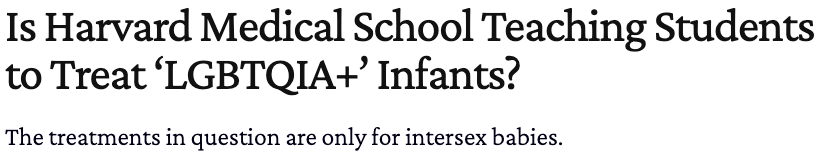 Is Harvard Medical School Teaching Students
to Treat ‘LGBTQIA+’ Infants?
The treatments in question are only for intersex babies.